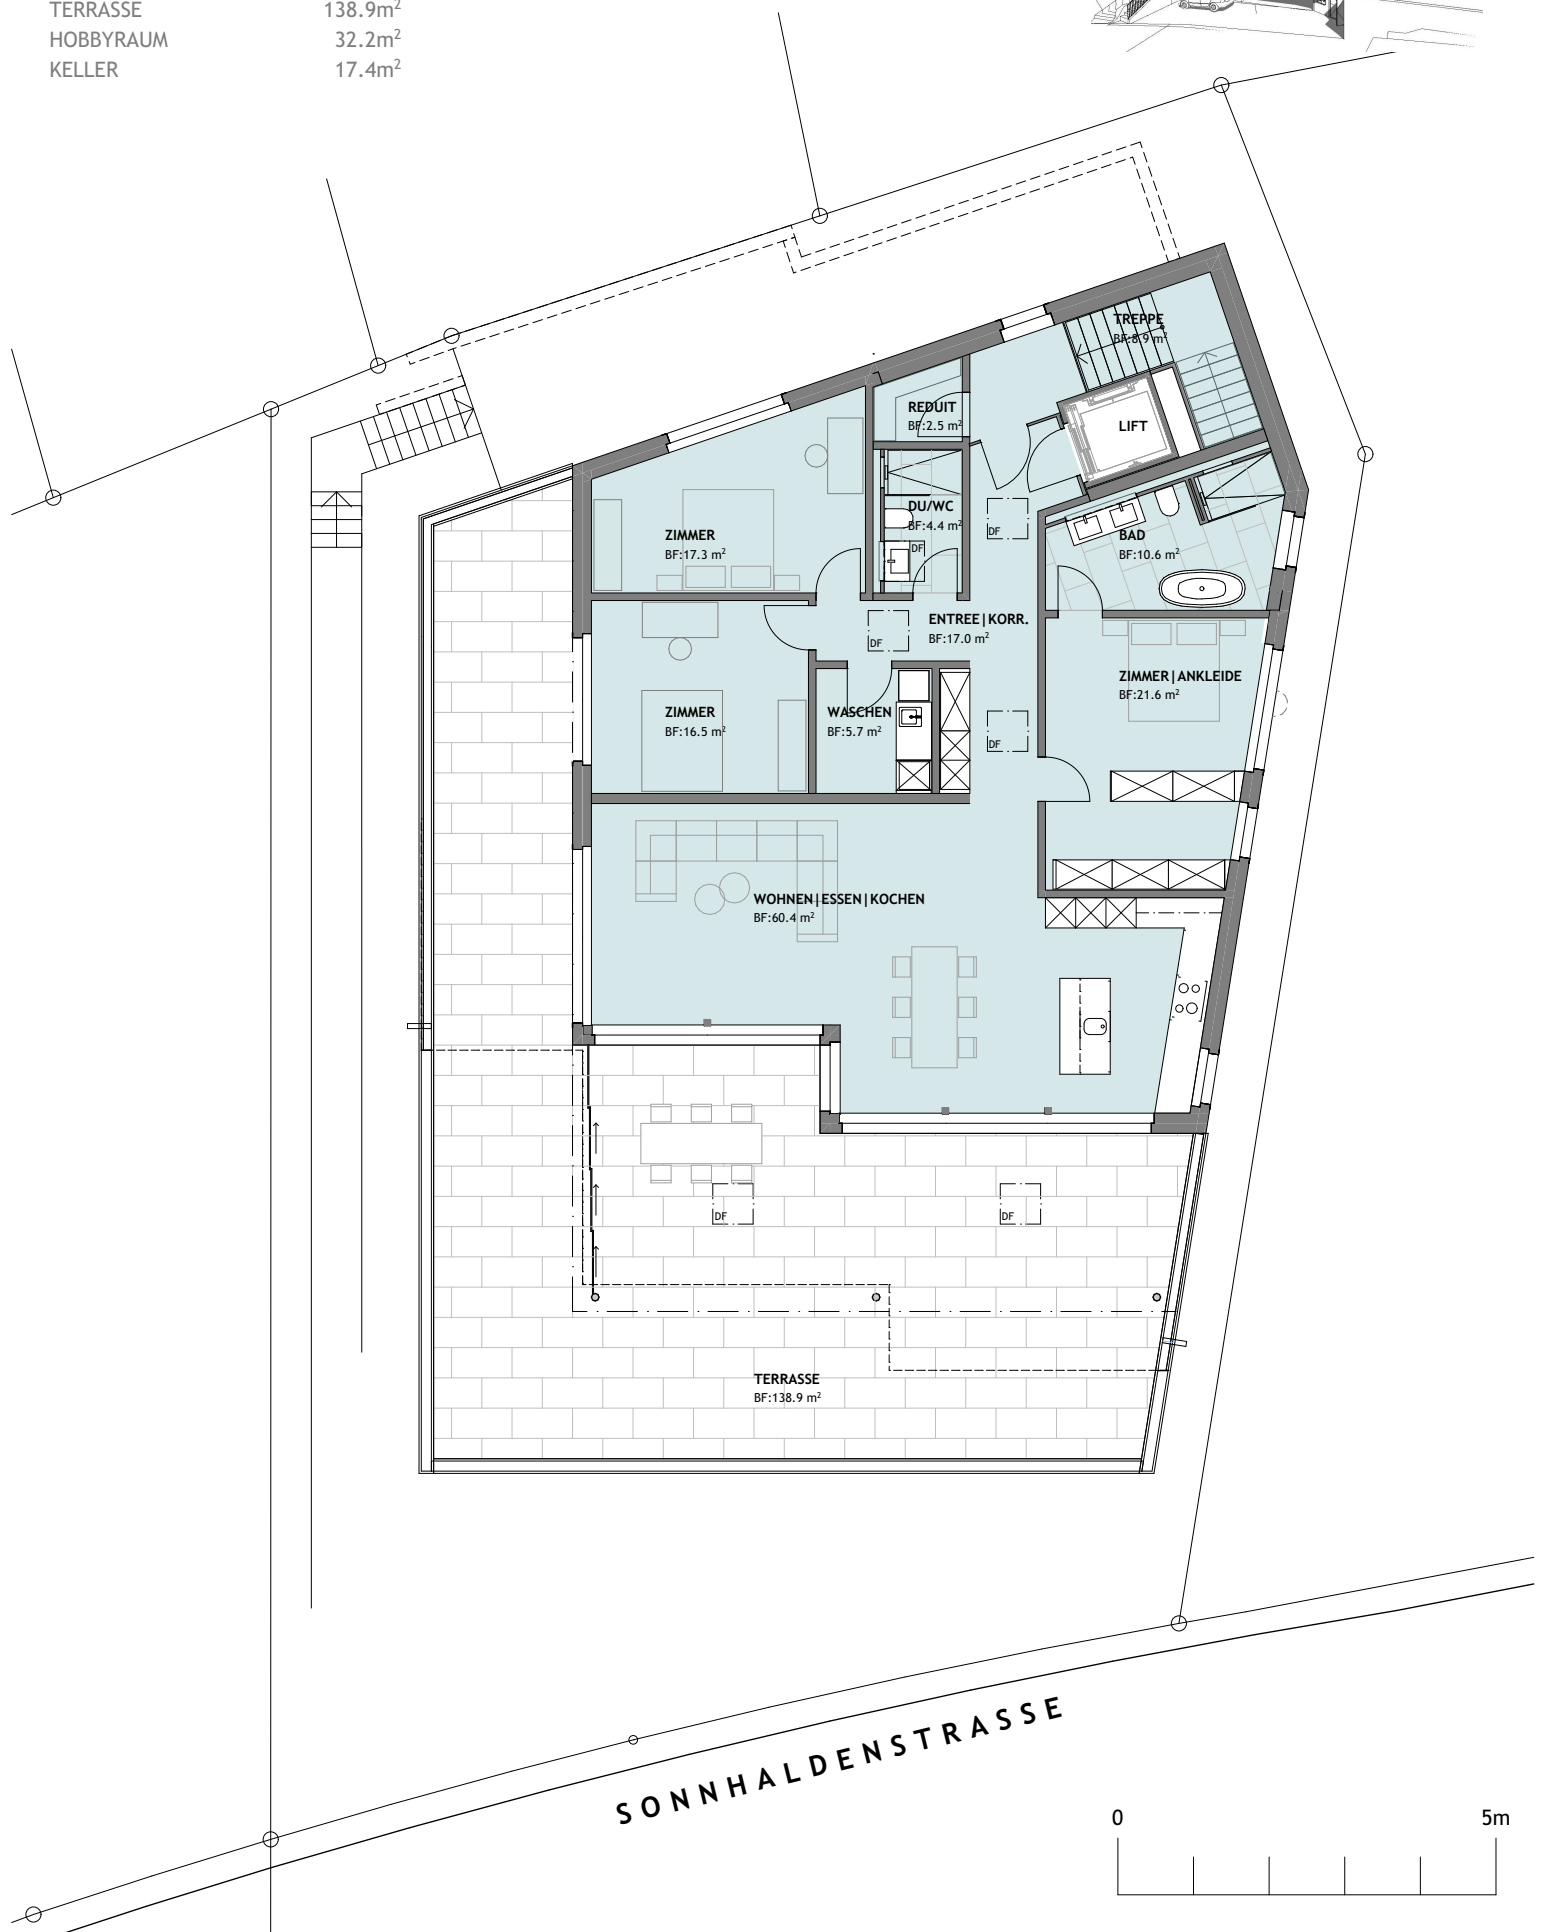 TERRASSE 138.9m²
HOBBYRAUM 32.2m²
KELLER 17.4m²
TREPPE
BF:8.9 m²
REDUIT
BF:2.5 m²
LIFT
DU/WC
BF:4.4 m²
DF
DF
ZIMMER
BF:17.3 m²
BAD
BF:10.6 m²
ENTREE|KORR.
BF:17.0 m²
DF
ZIMMER|ANKLEIDE
BF:21.6 m²
ZIMMER
BF:16.5 m²
WASCHEN
BF:5.7 m²
DF
WOHNEN|ESSEN|KOCHEN
BF:60.4 m²
DF
DF
TERRASSE
BF:138.9 m²
SONNHALDENSTRASSE
0 5m